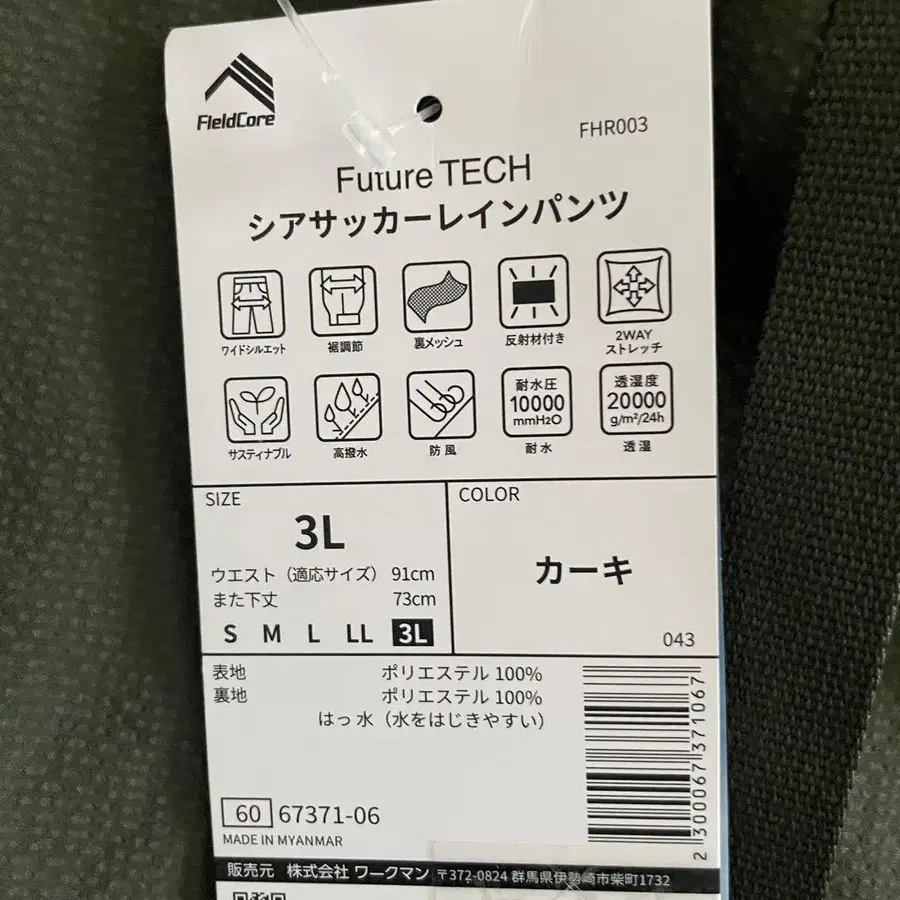 FieldCore
FHR003
Future TECH
シアサッカーレインパンツ
ワイドシルエット
裾調節
裏メッシュ
反射材付き
2WAY
ストレッチ
サスティナブル
高撥水
防風
耐水圧
10000
mmH2O
耐水
透湿度
20000
g/m²/24h
透湿
SIZE
3L
ウエスト（適応サイズ） 91cm
また下丈 73cm
S M L LL 3L
COLOR
カーキ
043
表地 ポリエステル 100%
裏地 ポリエステル 100%
はっ水（水をはじきやすい）
2 300067 371067
60 67371-06
MADE IN MYANMAR
販売元 株式会社 ワークマン 〒372-0824 群馬県伊勢崎市柴町1732